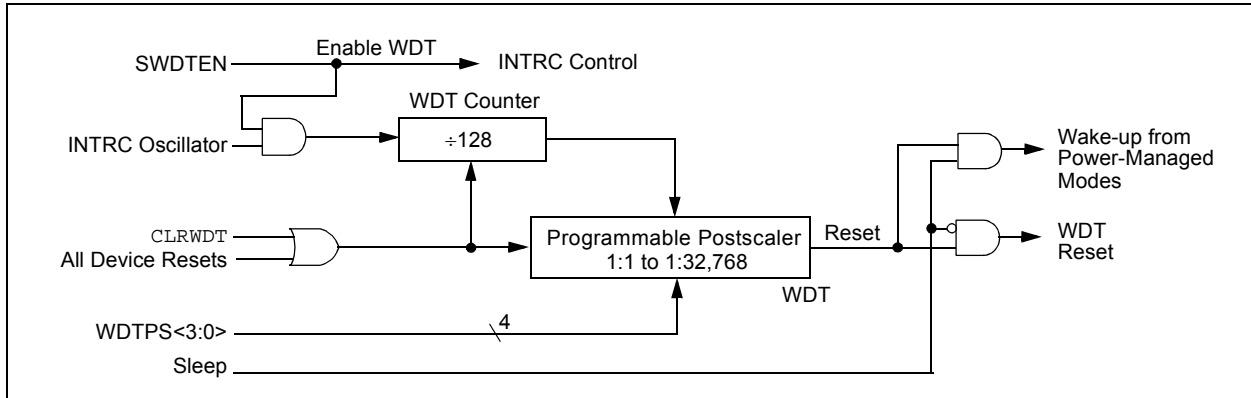 Enable WDT
SWDTEN
INTRC Control
WDT Counter
÷128
INTRC Oscillator
Wake-up from
Power-Managed
Modes
CLRWDT
All Device Resets
Programmable Postscaler
1:1 to 1:32,768
Reset
WDT
WDT
Reset
4
WDTPS<3:0>
Sleep